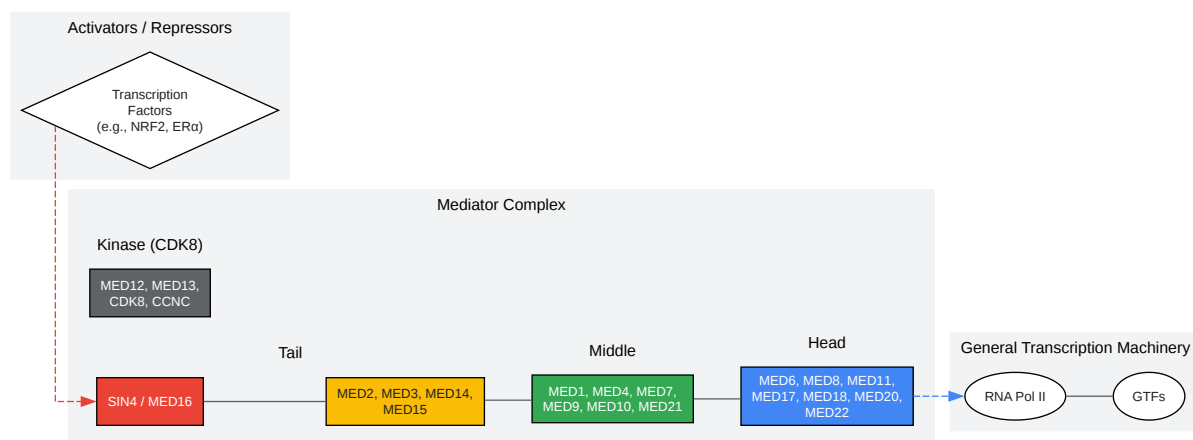 Activators / Repressors
Transcription
Factors
(e.g., NRF2, ERα)
Mediator Complex
Kinase (CDK8)
MED12, MED13,
CDK8, CCNC
Tail
SIN4 / MED16
MED2, MED3, MED14,
MED15
Middle
MED1, MED4, MED7,
MED9, MED10, MED21
Head
MED6, MED8, MED11,
MED17, MED18, MED20,
MED22
General Transcription Machinery
RNA Pol II
GTFs